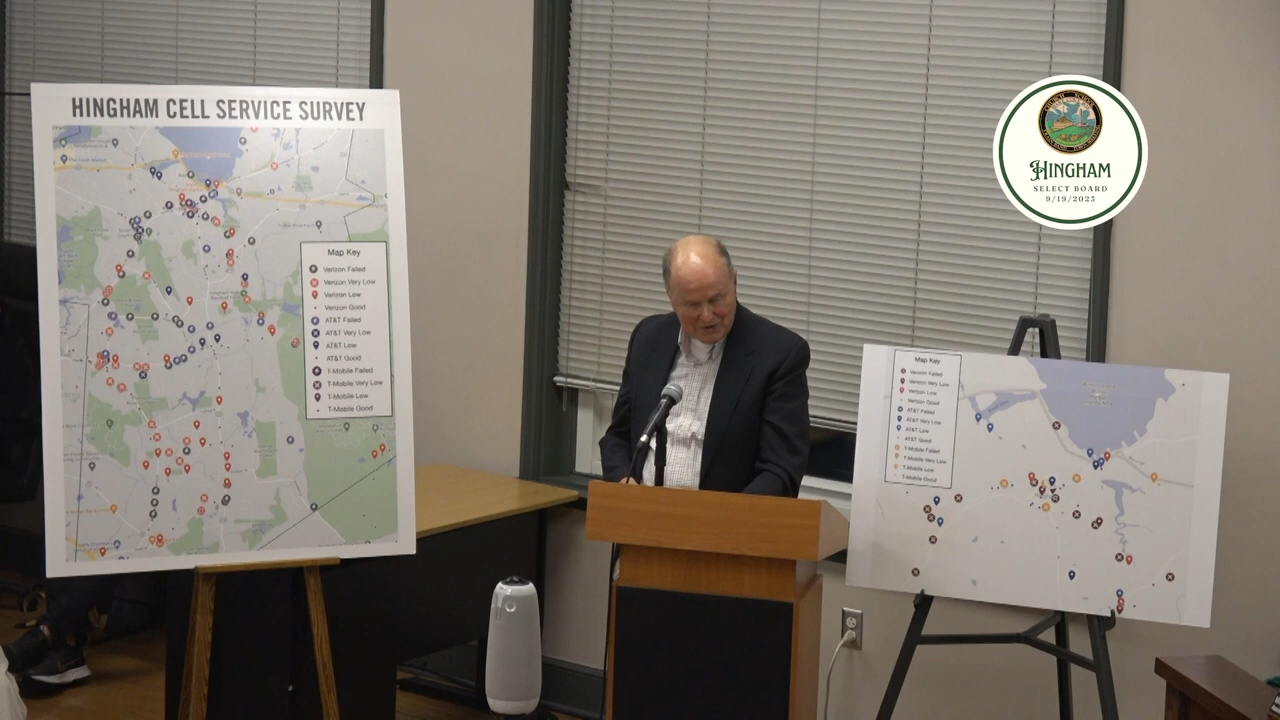 HINGHAM CELL SERVICE SURVEY
Map Key
Verizon Failed
Verizon Very Low
Verizon Low
Verizon Good
AT&T Failed
AT&T Very Low
AT&T Low
AT&T Good
T-Mobile Failed
T-Mobile Very Low
T-Mobile Low
T-Mobile Good
HINGHAM
SELECT BOARD
9/19/2023
Map Key
Verizon Failed
Verizon Very Low
Verizon Low
Verizon Good
AT&T Failed
AT&T Very Low
AT&T Low
AT&T Good
T-Mobile Failed
T-Mobile Very Low
T-Mobile Low
T-Mobile Good